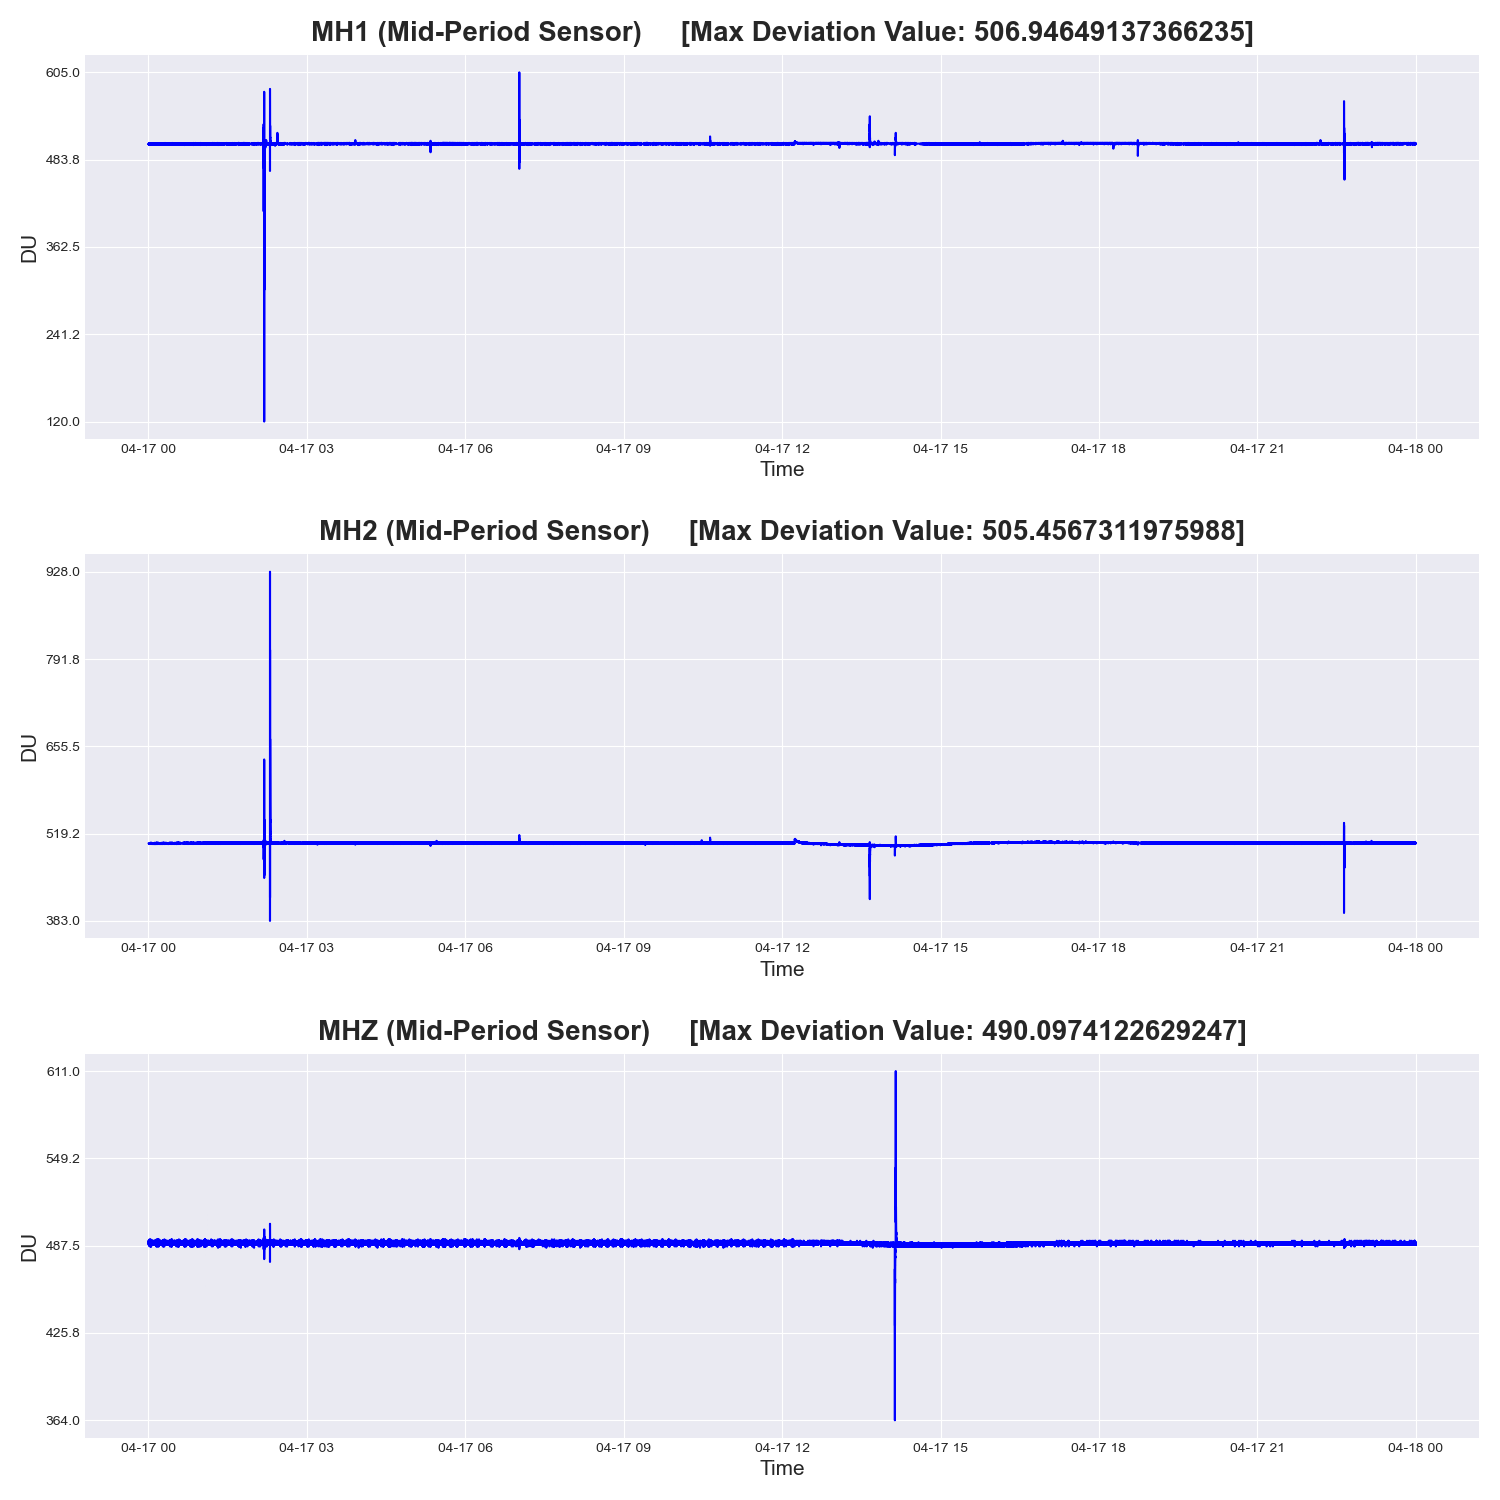 MH1 (Mid-Period Sensor) [Max Deviation Value: 506.94649137366235]
605.0
483.8
362.5
241.2
120.0
DU
04-17 00 04-17 03 04-17 06 04-17 09 04-17 12 04-17 15 04-17 18 04-17 21 04-18 00
Time
MH2 (Mid-Period Sensor) [Max Deviation Value: 505.4567311975988]
928.0
791.8
655.5
519.2
383.0
DU
04-17 00 04-17 03 04-17 06 04-17 09 04-17 12 04-17 15 04-17 18 04-17 21 04-18 00
Time
MHZ (Mid-Period Sensor) [Max Deviation Value: 490.0974122629247]
611.0
549.2
487.5
425.8
364.0
DU
04-17 00 04-17 03 04-17 06 04-17 09 04-17 12 04-17 15 04-17 18 04-17 21 04-18 00
Time